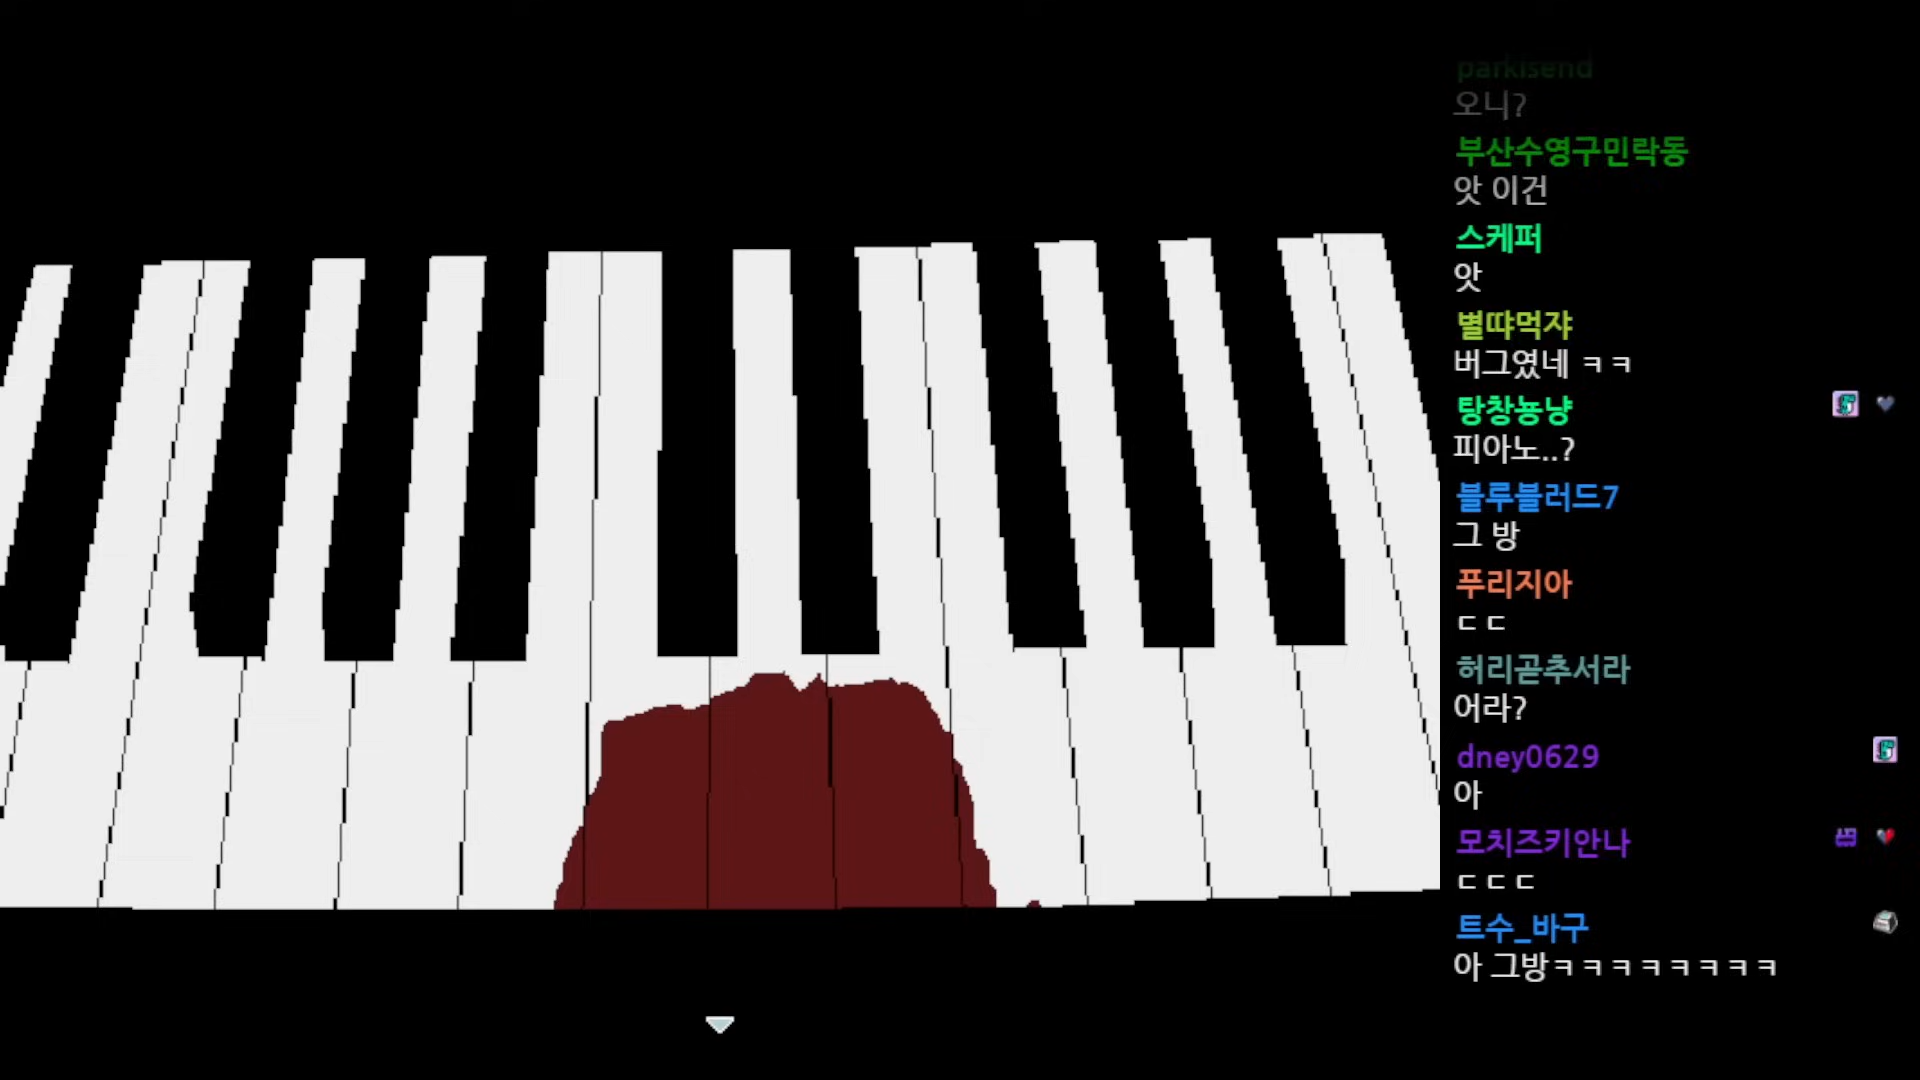 parkisend
오니?
부산수영구민락동
앗 이건
스케퍼
앗
별땨먹쟈
버그였네 ㅋㅋ
탕창뇽냥
피아노..?
블루블러드7
그 방
푸리지아
ㄷㄷ
허리곧추서라
어라?
dney0629
아
모치즈키안나
ㄷㄷㄷ
트수_바구
아 그방ㅋㅋㅋㅋㅋㅋㅋㅋ